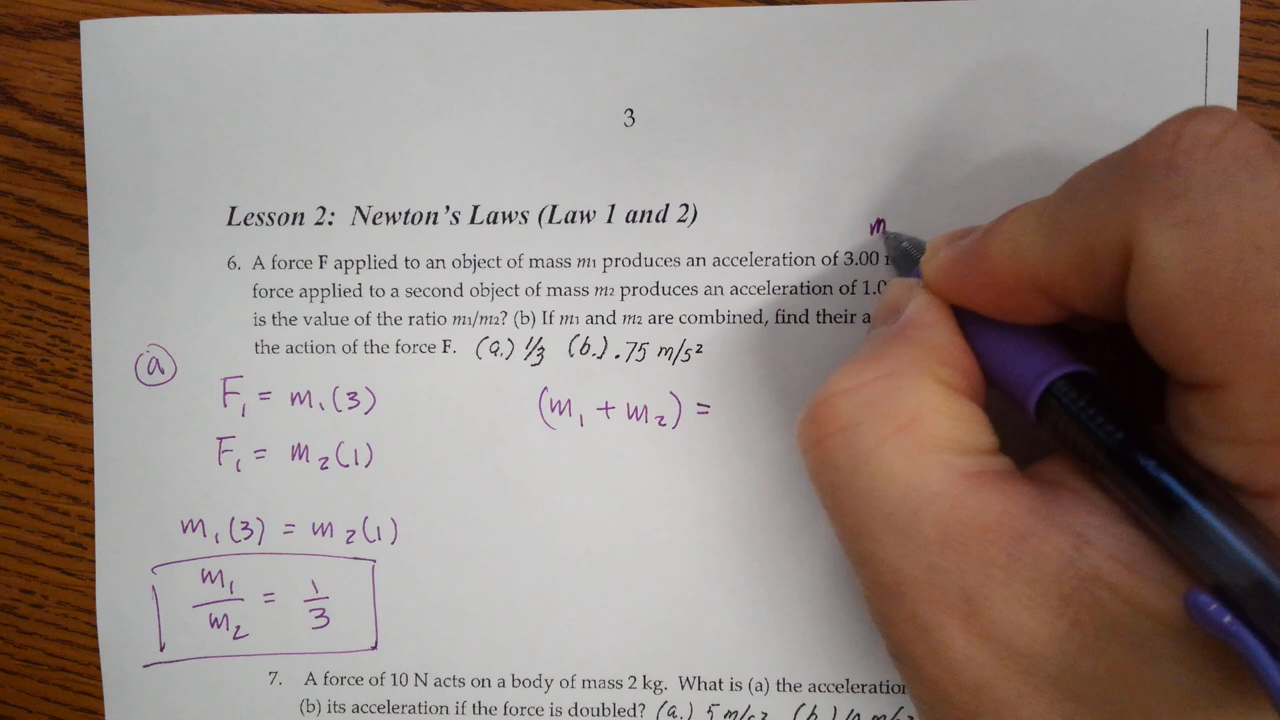 3
Lesson 2: Newton's Laws (Law 1 and 2)
m
6. A force F applied to an object of mass m1 produces an acceleration of 3.00
force applied to a second object of mass m2 produces an acceleration of
is the value of the ratio m1/m2? (b) If m1 and m2 are combined, find their
the action of the force F. (a.) 1/3 (b.) .75 m/s²
(a)
F₁ = m₁(3)
(m₁ + m₂) =
F₁ = m₂(1)
m₁(3) = m₂(1)
m₁/m₂ = 1/3
7. A force of 10 N acts on a body of mass 2 kg. What is (a) the acceleration
(b) its acceleration if the force is doubled? (a.) 5 m/s² (b.) 10 m/s²